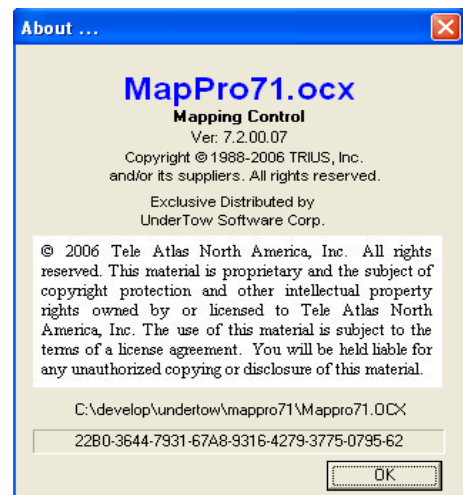 About ...
MapPro71.ocx
Mapping Control
Ver: 7.2.00.07
Copyright © 1988-2006 TRIUS, Inc.
and/or its suppliers. All rights reserved.
Exclusive Distributed by
UnderTow Software Corp.
© 2006 Tele Atlas North America, Inc. All rights
reserved. This material is proprietary and the subject of
copyright protection and other intellectual property
rights owned by or licensed to Tele Atlas North
America, Inc. The use of this material is subject to the
terms of a license agreement. You will be held liable for
any unauthorized copying or disclosure of this material.
C:\develop\undertow\mappro71\Mappro71.OCX
22B0-3644-7931-67A8-9316-4279-3775-0795-62
OK